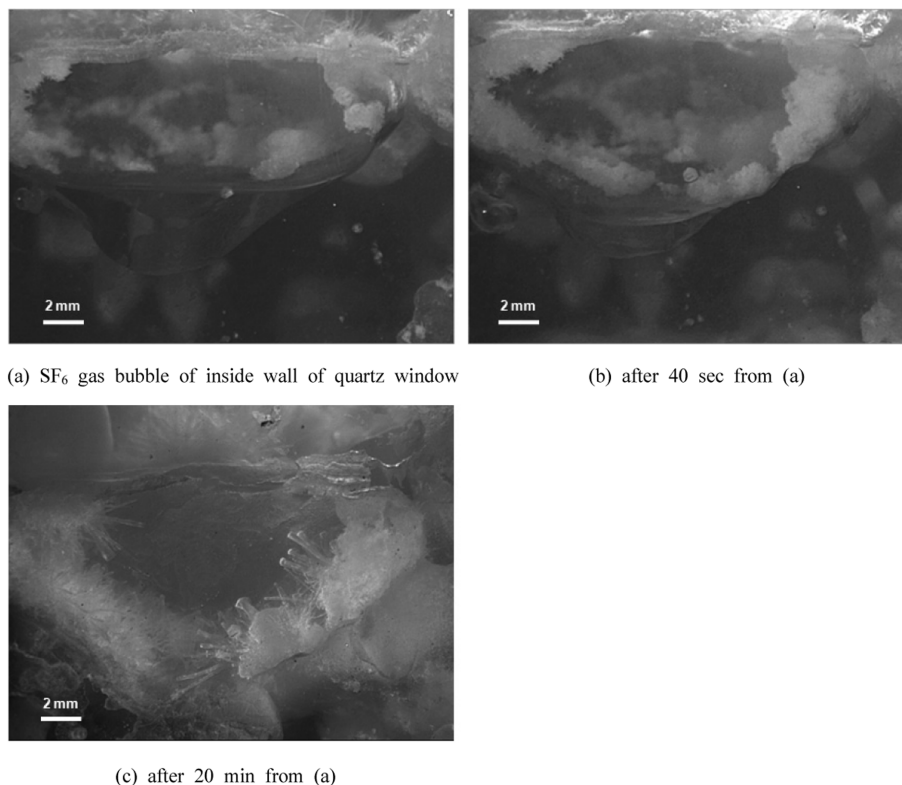 2 mm
2 mm
(a) SF₆ gas bubble of inside wall of quartz window
(b) after 40 sec from (a)
2 mm
(c) after 20 min from (a)